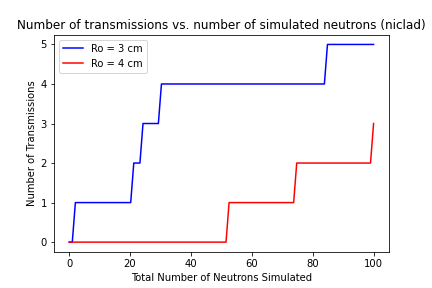 Number of transmissions vs. number of simulated neutrons (niclad)
Ro = 3 cm
Ro = 4 cm
Number of Transmissions
5
4
3
2
1
0
0 20 40 60 80 100
Total Number of Neutrons Simulated